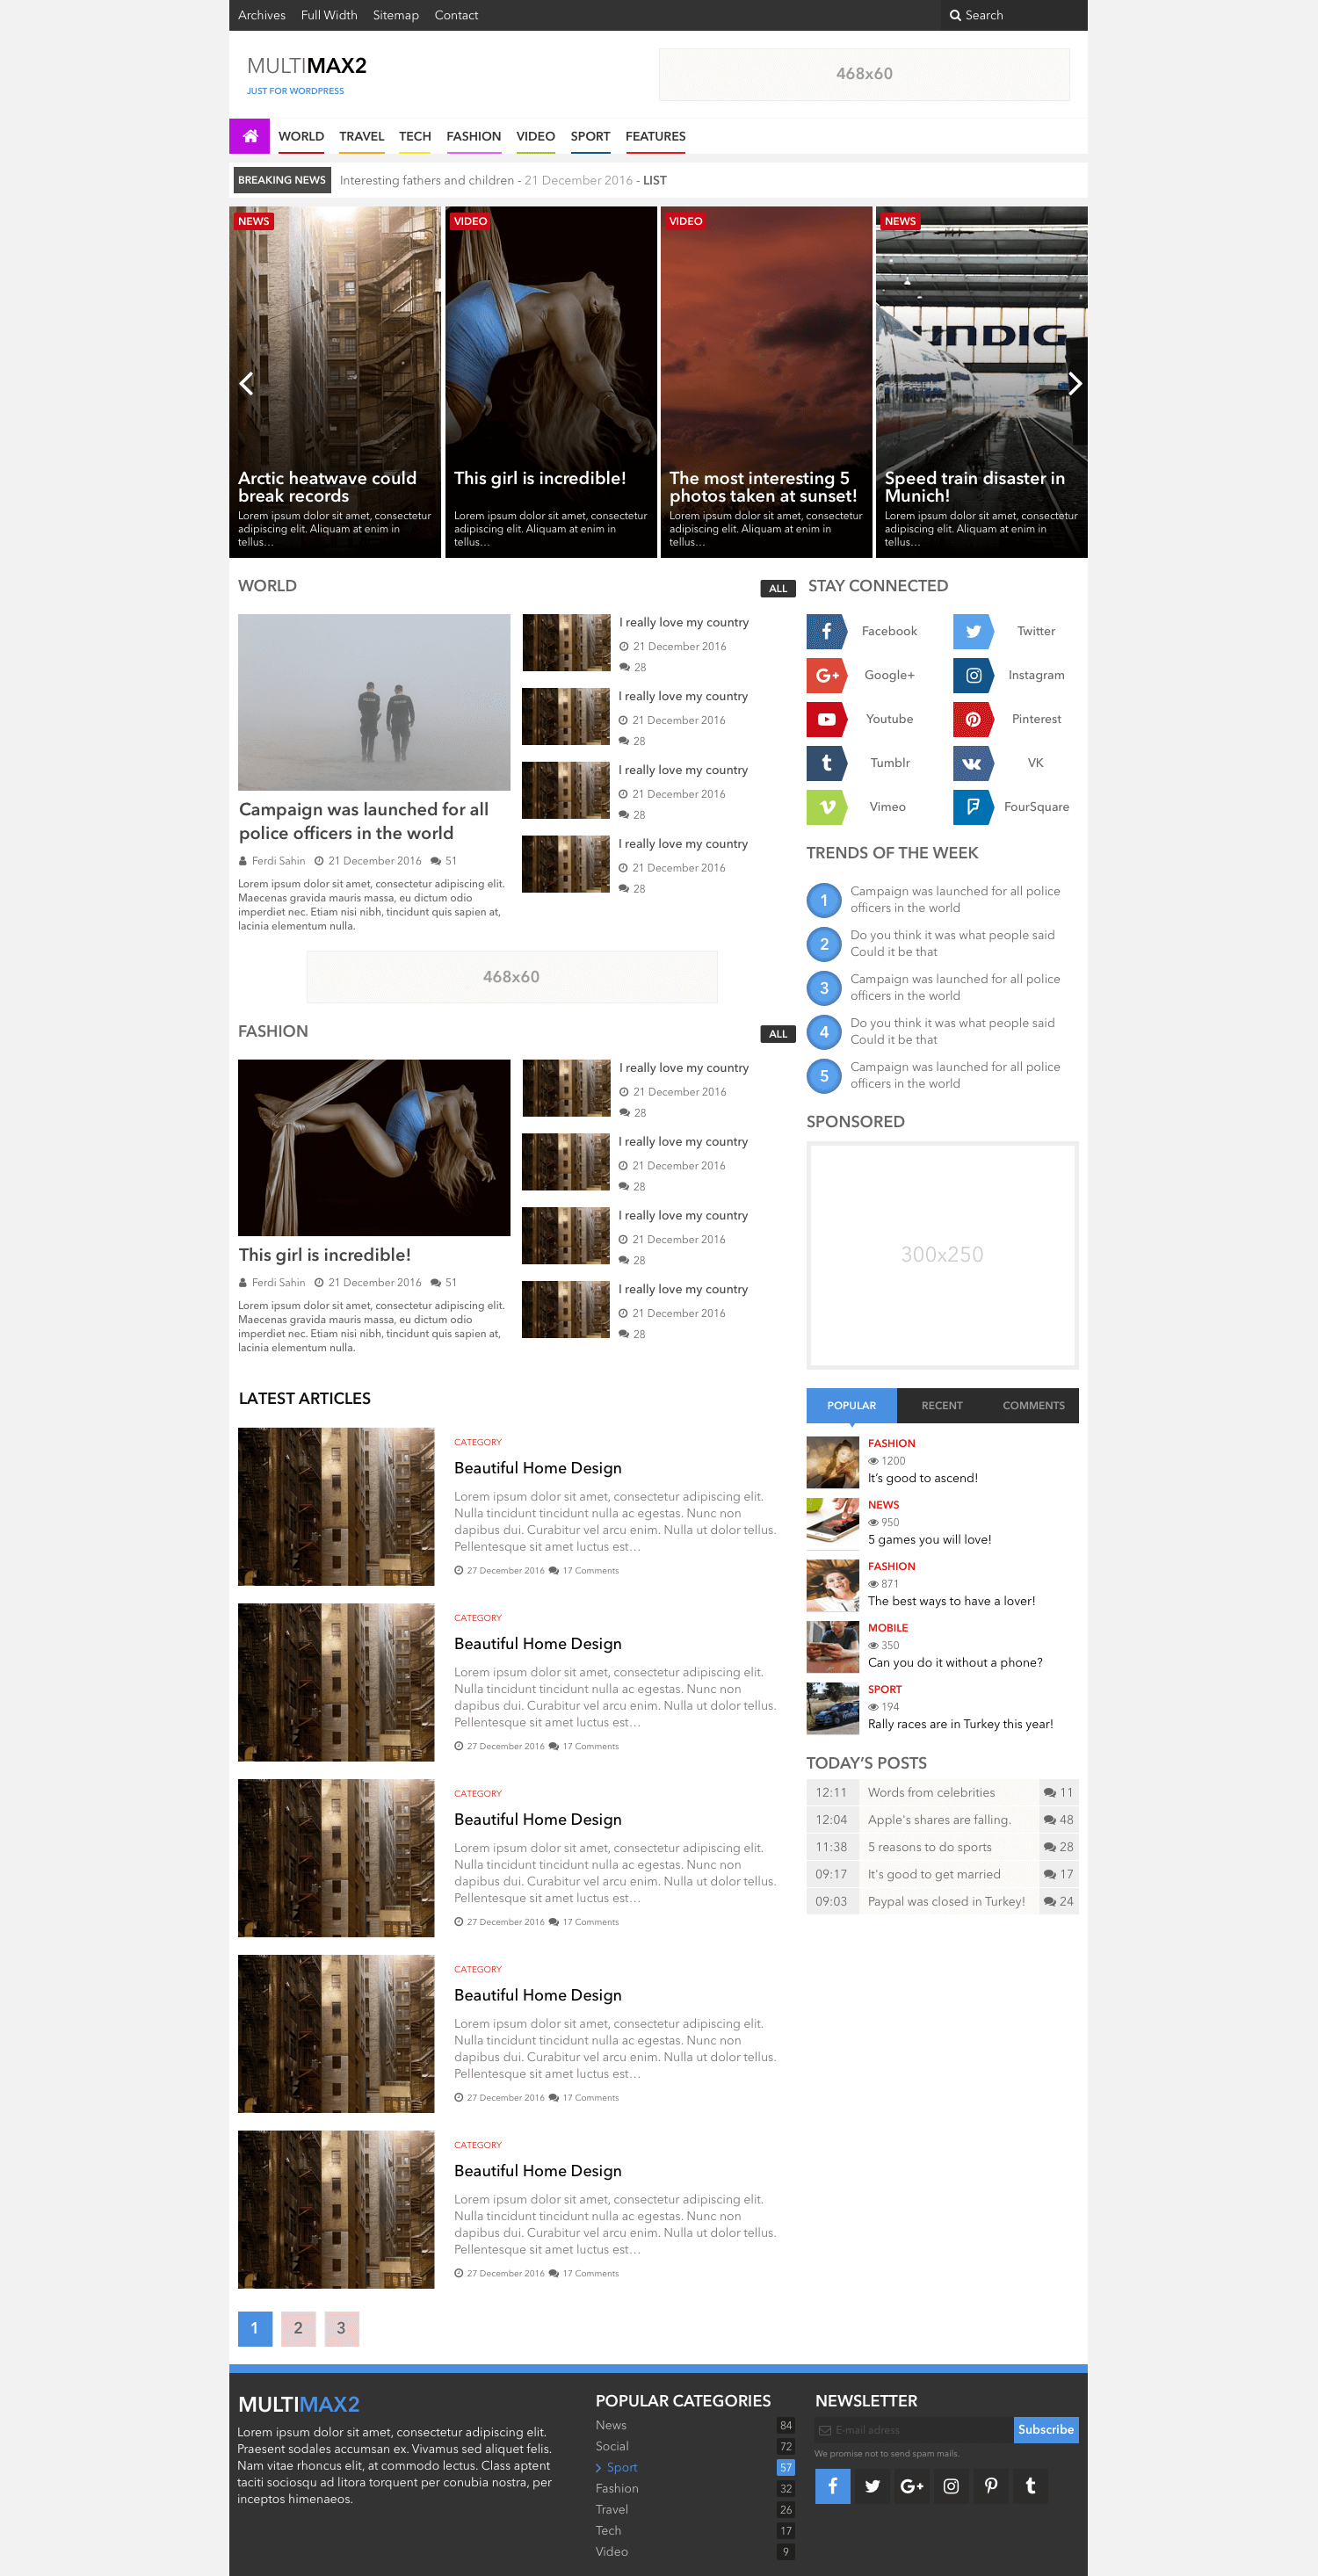 Archives Full Width Sitemap Contact Search
MULTIMAX2
JUST FOR WORDPRESS
468x60
WORLD TRAVEL TECH FASHION VIDEO SPORT FEATURES
BREAKING NEWS Interesting fathers and children - 21 December 2016 - LIST
NEWS
Arctic heatwave could
break records
Lorem ipsum dolor sit amet, consectetur
adipiscing elit. Aliquam at enim in
tellus...
VIDEO
This girl is incredible!
Lorem ipsum dolor sit amet, consectetur
adipiscing elit. Aliquam at enim in
tellus...
VIDEO
The most interesting 5
photos taken at sunset!
Lorem ipsum dolor sit amet, consectetur
adipiscing elit. Aliquam at enim in
tellus...
NEWS
INDIG
Speed train disaster in
Munich!
Lorem ipsum dolor sit amet, consectetur
adipiscing elit. Aliquam at enim in
tellus...
WORLD ALL
Campaign was launched for all
police officers in the world
Ferdi Sahin 21 December 2016 51
Lorem ipsum dolor sit amet, consectetur adipiscing elit.
Maecenas gravida mauris massa, eu dictum odio
imperdiet nec. Etiam nisi nibh, tincidunt quis sapien at,
lacinia elementum nulla.
I really love my country
21 December 2016
28
I really love my country
21 December 2016
28
I really love my country
21 December 2016
28
I really love my country
21 December 2016
28
468x60
FASHION ALL
This girl is incredible!
Ferdi Sahin 21 December 2016 51
Lorem ipsum dolor sit amet, consectetur adipiscing elit.
Maecenas gravida mauris massa, eu dictum odio
imperdiet nec. Etiam nisi nibh, tincidunt quis sapien at,
lacinia elementum nulla.
I really love my country
21 December 2016
28
I really love my country
21 December 2016
28
I really love my country
21 December 2016
28
I really love my country
21 December 2016
28
LATEST ARTICLES
CATEGORY
Beautiful Home Design
Lorem ipsum dolor sit amet, consectetur adipiscing elit.
Nulla tincidunt tincidunt nulla ac egestas. Nunc non
dapibus dui. Curabitur vel arcu enim. Nulla ut dolor tellus.
Pellentesque sit amet luctus est...
27 December 2016 17 Comments
CATEGORY
Beautiful Home Design
Lorem ipsum dolor sit amet, consectetur adipiscing elit.
Nulla tincidunt tincidunt nulla ac egestas. Nunc non
dapibus dui. Curabitur vel arcu enim. Nulla ut dolor tellus.
Pellentesque sit amet luctus est...
27 December 2016 17 Comments
CATEGORY
Beautiful Home Design
Lorem ipsum dolor sit amet, consectetur adipiscing elit.
Nulla tincidunt tincidunt nulla ac egestas. Nunc non
dapibus dui. Curabitur vel arcu enim. Nulla ut dolor tellus.
Pellentesque sit amet luctus est...
27 December 2016 17 Comments
CATEGORY
Beautiful Home Design
Lorem ipsum dolor sit amet, consectetur adipiscing elit.
Nulla tincidunt tincidunt nulla ac egestas. Nunc non
dapibus dui. Curabitur vel arcu enim. Nulla ut dolor tellus.
Pellentesque sit amet luctus est...
27 December 2016 17 Comments
CATEGORY
Beautiful Home Design
Lorem ipsum dolor sit amet, consectetur adipiscing elit.
Nulla tincidunt tincidunt nulla ac egestas. Nunc non
dapibus dui. Curabitur vel arcu enim. Nulla ut dolor tellus.
Pellentesque sit amet luctus est...
27 December 2016 17 Comments
1 2 3
STAY CONNECTED
Facebook Twitter
Google+ Instagram
Youtube Pinterest
Tumblr VK
Vimeo FourSquare
TRENDS OF THE WEEK
1 Campaign was launched for all police
officers in the world
2 Do you think it was what people said
Could it be that
3 Campaign was launched for all police
officers in the world
4 Do you think it was what people said
Could it be that
5 Campaign was launched for all police
officers in the world
SPONSORED
300x250
POPULAR RECENT COMMENTS
FASHION
1200
It's good to ascend!
NEWS
950
5 games you will love!
FASHION
871
The best ways to have a lover!
MOBILE
350
Can you do it without a phone?
SPORT
194
Rally races are in Turkey this year!
TODAY'S POSTS
12:11 Words from celebrities 11
12:04 Apple's shares are falling. 48
11:38 5 reasons to do sports 28
09:17 It's good to get married 17
09:03 Paypal was closed in Turkey! 24
MULTIMAX2
Lorem ipsum dolor sit amet, consectetur adipiscing elit.
Praesent sodales accumsan ex. Vivamus sed aliquet felis.
Nam vitae rhoncus elit, at commodo lectus. Class aptent
taciti sociosqu ad litora torquent per conubia nostra, per
inceptos himenaeos.
POPULAR CATEGORIES
News 84
Social 72
Sport 57
Fashion 32
Travel 26
Tech 17
Video 9
NEWSLETTER
E-mail adress Subscribe
We promise not to send spam mails.